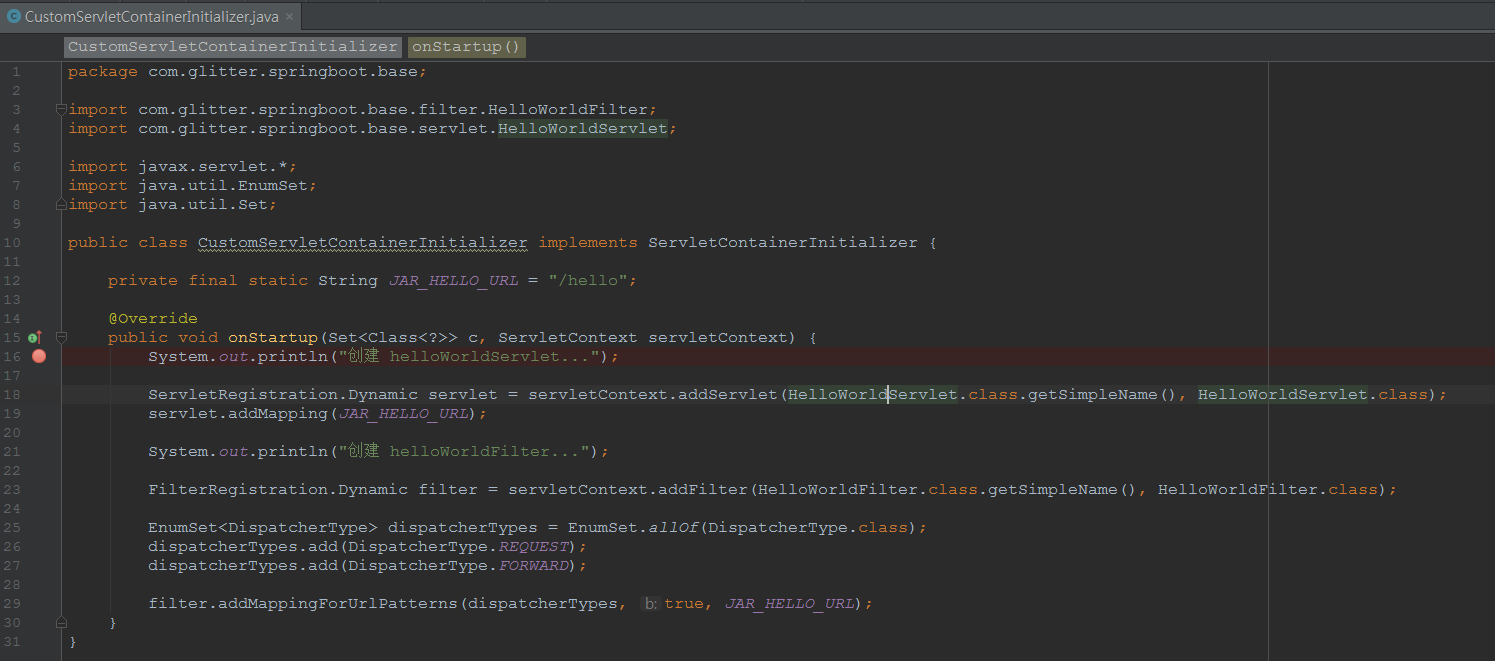 CustomServletContainerInitializer.java ×
CustomServletContainerInitializer onStartup()
1 package com.glitter.springboot.base;
2
3 import com.glitter.springboot.base.filter.HelloWorldFilter;
4 import com.glitter.springboot.base.servlet.HelloWorldServlet;
5
6 import javax.servlet.*;
7 import java.util.EnumSet;
8 import java.util.Set;
9
10 public class CustomServletContainerInitializer implements ServletContainerInitializer {
11
12     private final static String JAR_HELLO_URL = "/hello";
13
14     @Override
15     public void onStartup(Set<Class<?>> c, ServletContext servletContext) {
16         System.out.println("创建 helloWorldServlet...");
17
18         ServletRegistration.Dynamic servlet = servletContext.addServlet(HelloWorldServlet.class.getSimpleName(), HelloWorldServlet.class);
19         servlet.addMapping(JAR_HELLO_URL);
20
21         System.out.println("创建 helloWorldFilter...");
22
23         FilterRegistration.Dynamic filter = servletContext.addFilter(HelloWorldFilter.class.getSimpleName(), HelloWorldFilter.class);
24
25         EnumSet<DispatcherType> dispatcherTypes = EnumSet.allOf(DispatcherType.class);
26         dispatcherTypes.add(DispatcherType.REQUEST);
27         dispatcherTypes.add(DispatcherType.FORWARD);
28
29         filter.addMappingForUrlPatterns(dispatcherTypes, b: true, JAR_HELLO_URL);
30     }
31 }